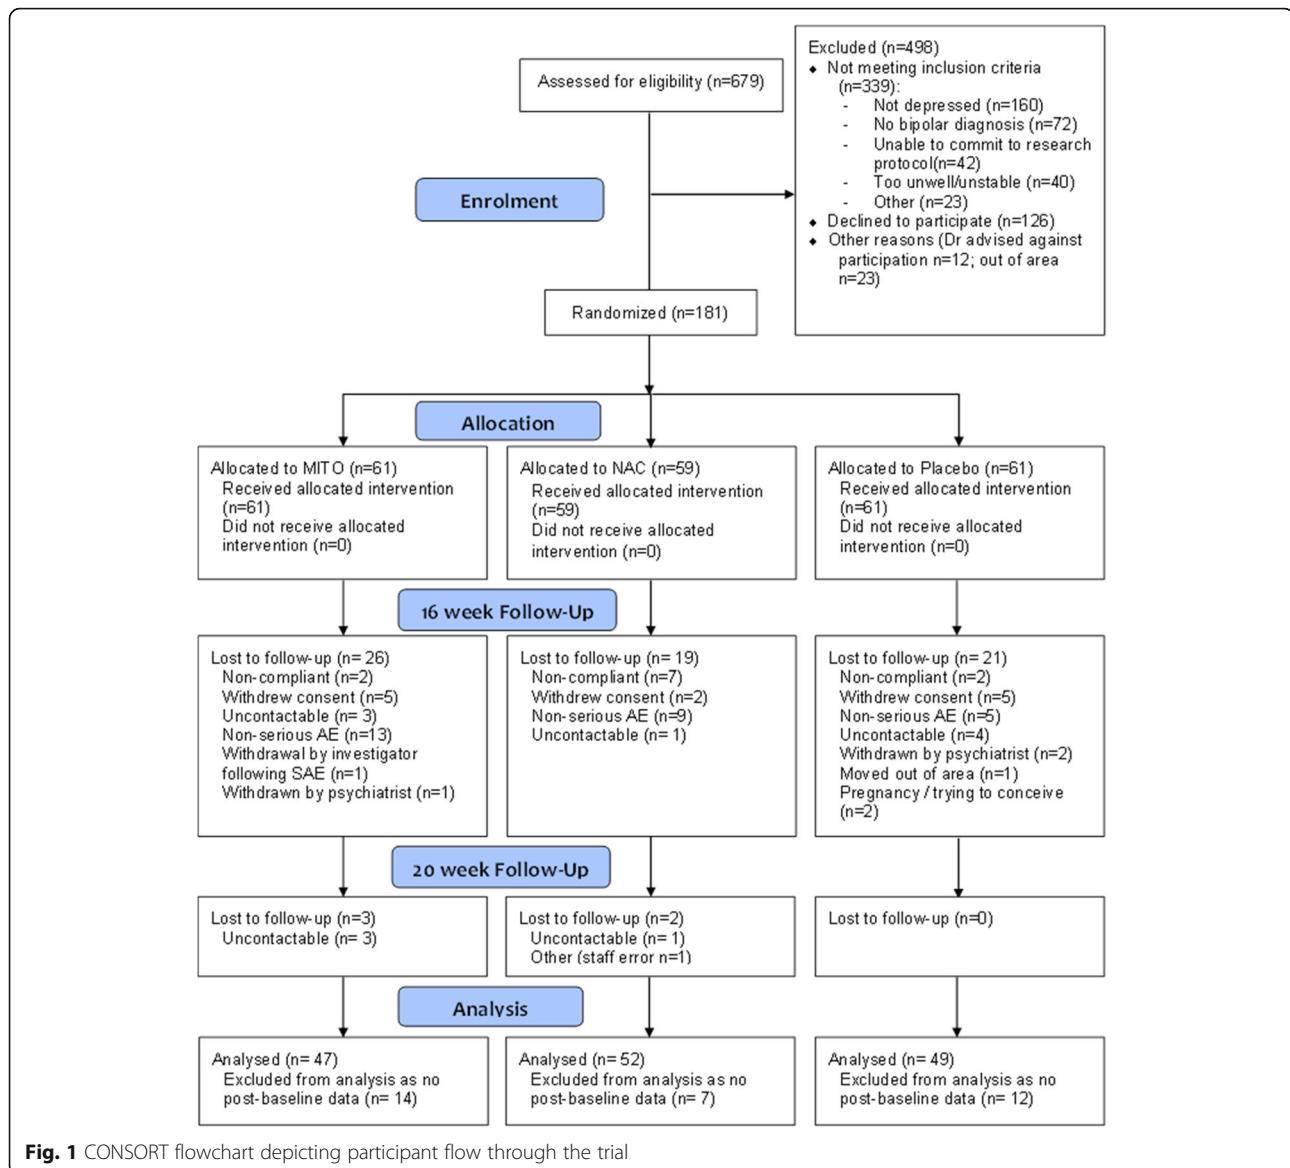 Assessed for eligibility (n=679)
Excluded (n=498)
◆ Not meeting inclusion criteria
(n=339):
- Not depressed (n=160)
- No bipolar diagnosis (n=72)
- Unable to commit to research
protocol(n=42)
- Too unwell/unstable (n=40)
- Other (n=23)
◆ Declined to participate (n=126)
◆ Other reasons (Dr advised against
participation n=12; out of area
n=23)
Enrolment
Randomized (n=181)
Allocation
Allocated to MITO (n=61)
Received allocated intervention
(n=61)
Did not receive allocated
intervention (n=0)
Allocated to NAC (n=59)
Received allocated intervention
(n=59)
Did not receive allocated
intervention (n=0)
Allocated to Placebo (n=61)
Received allocated intervention
(n=61)
Did not receive allocated
intervention (n=0)
16 week Follow-Up
Lost to follow-up (n= 26)
Non-compliant (n=2)
Withdrew consent (n=5)
Uncontactable (n= 3)
Non-serious AE (n=13)
Withdrawal by investigator
following SAE (n=1)
Withdrawn by psychiatrist (n=1)
Lost to follow-up (n= 19)
Non-compliant (n=7)
Withdrew consent (n=2)
Non-serious AE (n=9)
Uncontactable (n= 1)
Lost to follow-up (n= 21)
Non-compliant (n=2)
Withdrew consent (n=5)
Non-serious AE (n=5)
Uncontactable (n=4)
Withdrawn by psychiatrist (n=2)
Moved out of area (n=1)
Pregnancy / trying to conceive
(n=2)
20 week Follow-Up
Lost to follow-up (n=3)
Uncontactable (n= 3)
Lost to follow-up (n=2)
Uncontactable (n= 1)
Other (staff error n=1)
Lost to follow-up (n=0)
Analysis
Analysed (n= 47)
Excluded from analysis as no
post-baseline data (n= 14)
Analysed (n= 52)
Excluded from analysis as no
post-baseline data (n= 7)
Analysed (n= 49)
Excluded from analysis as no
post-baseline data (n= 12)
Fig. 1 CONSORT flowchart depicting participant flow through the trial